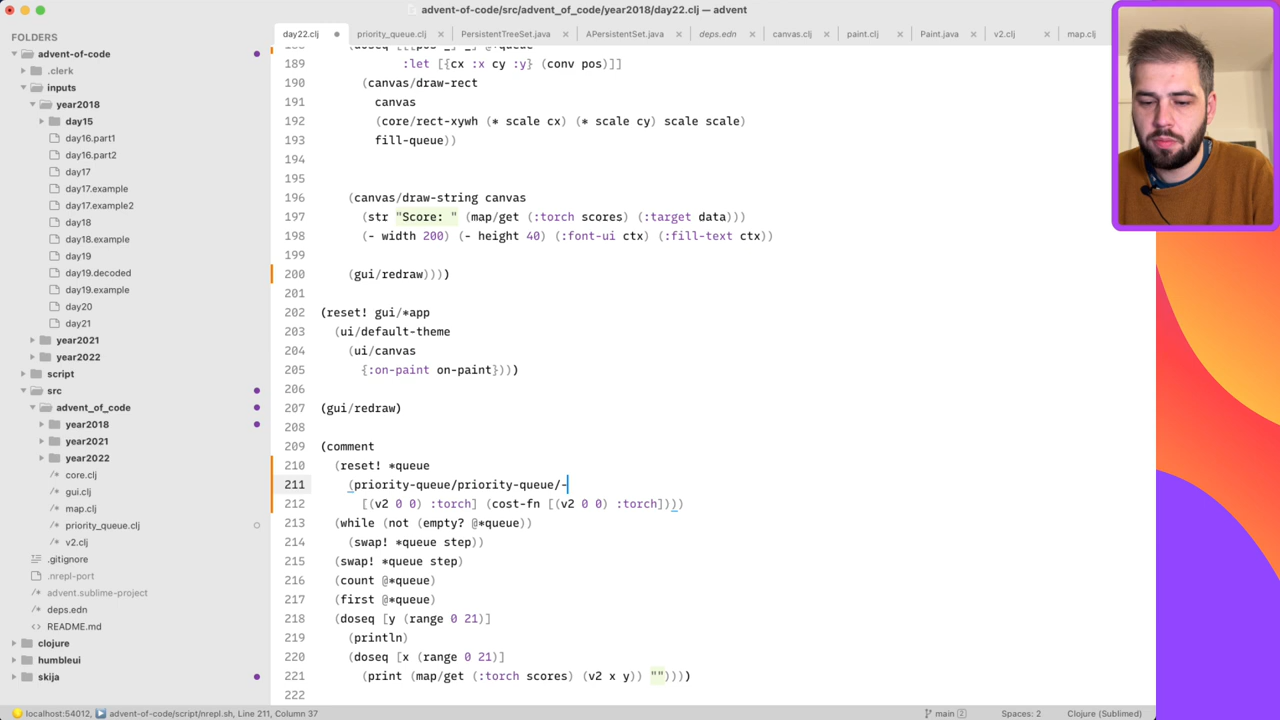 advent-of-code/src/advent_of_code/year2018/day22.clj — advent
FOLDERS
advent-of-code
.clerk
inputs
year2018
day15
day16.part1
day16.part2
day17
day17.example
day17.example2
day18
day18.example
day19
day19.decoded
day19.example
day20
day21
year2021
year2022
script
src
advent_of_code
year2018
year2021
year2022
core.clj
gui.clj
map.clj
priority_queue.clj
v2.clj
.gitignore
.nrepl-port
advent.sublime-project
deps.edn
README.md
clojure
humbleui
skija
day22.clj
priority_queue.clj
PersistentTreeSet.java
APersistentSet.java
deps.edn
canvas.clj
paint.clj
Paint.java
v2.clj
map.clj
189 :let [{cx :x cy :y} (conv pos)]]
190 (canvas/draw-rect
191 canvas
192 (core/rect-xywh (* scale cx) (* scale cy) scale scale)
193 fill-queue))
194
195
196 (canvas/draw-string canvas
197 (str "Score: " (map/get (:torch scores) (:target data)))
198 (- width 200) (- height 40) (:font-ui ctx) (:fill-text ctx))
199
200 (gui/redraw))))
201
202 (reset! gui/*app
203 (ui/default-theme
204 (ui/canvas
205 {:on-paint on-paint})))
206
207 (gui/redraw)
208
209 (comment
210 (reset! *queue
211 (priority-queue/priority-queue/-
212 [(v2 0 0) :torch] (cost-fn [(v2 0 0) :torch])))
213 (while (not (empty? @*queue))
214 (swap! *queue step))
215 (swap! *queue step)
216 (count @*queue)
217 (first @*queue)
218 (doseq [y (range 0 21)]
219 (println)
220 (doseq [x (range 0 21)]
221 (print (map/get (:torch scores) (v2 x y)) ""))))
222
localhost:54012, advent-of-code/script/nrepl.sh, Line 211, Column 37
main 2
Spaces: 2
Clojure (Sublimed)